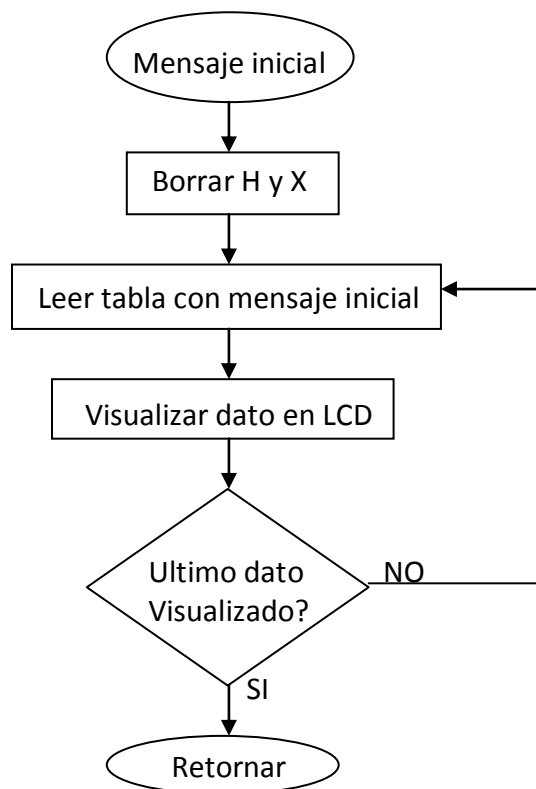 Mensaje inicial
Borrar H y X
Leer tabla con mensaje inicial
Visualizar dato en LCD
Ultimo dato
Visualizado?
NO
SI
Retornar